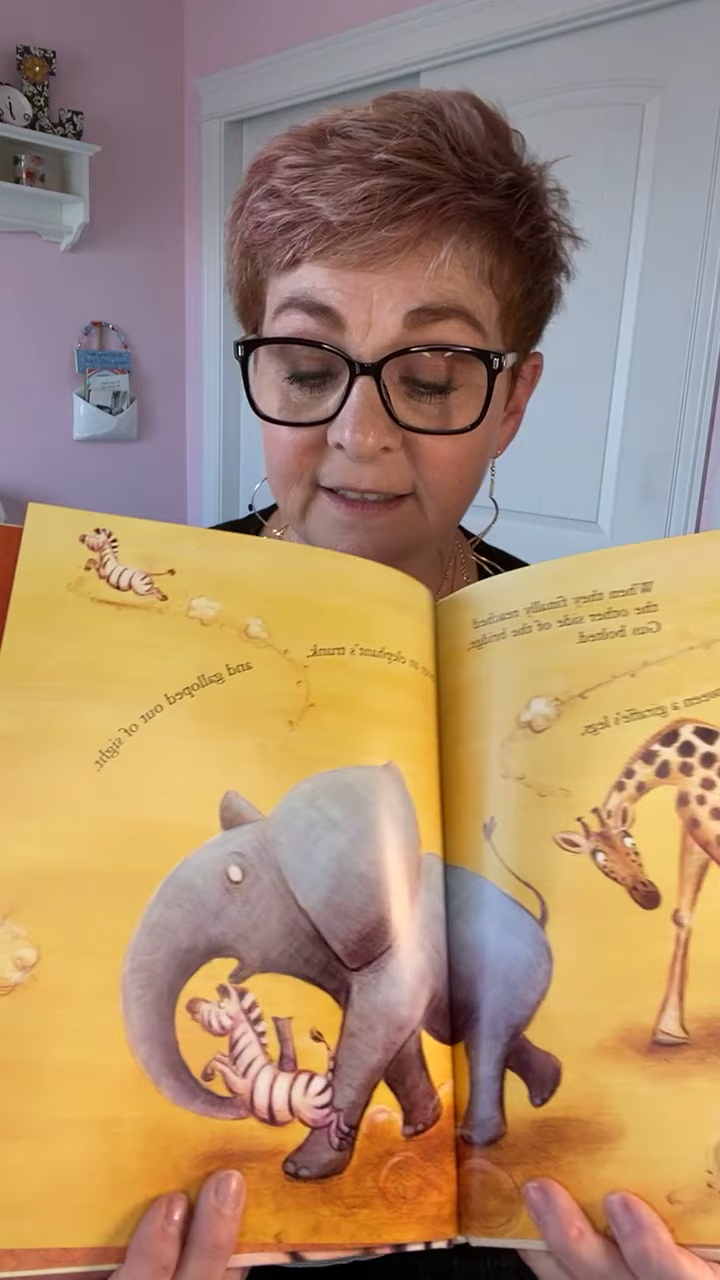 When they finally reached
the other side of the bridge,
Gus bolted
a giraffe's legs,
an elephant's trunk,
and galloped out of sight.